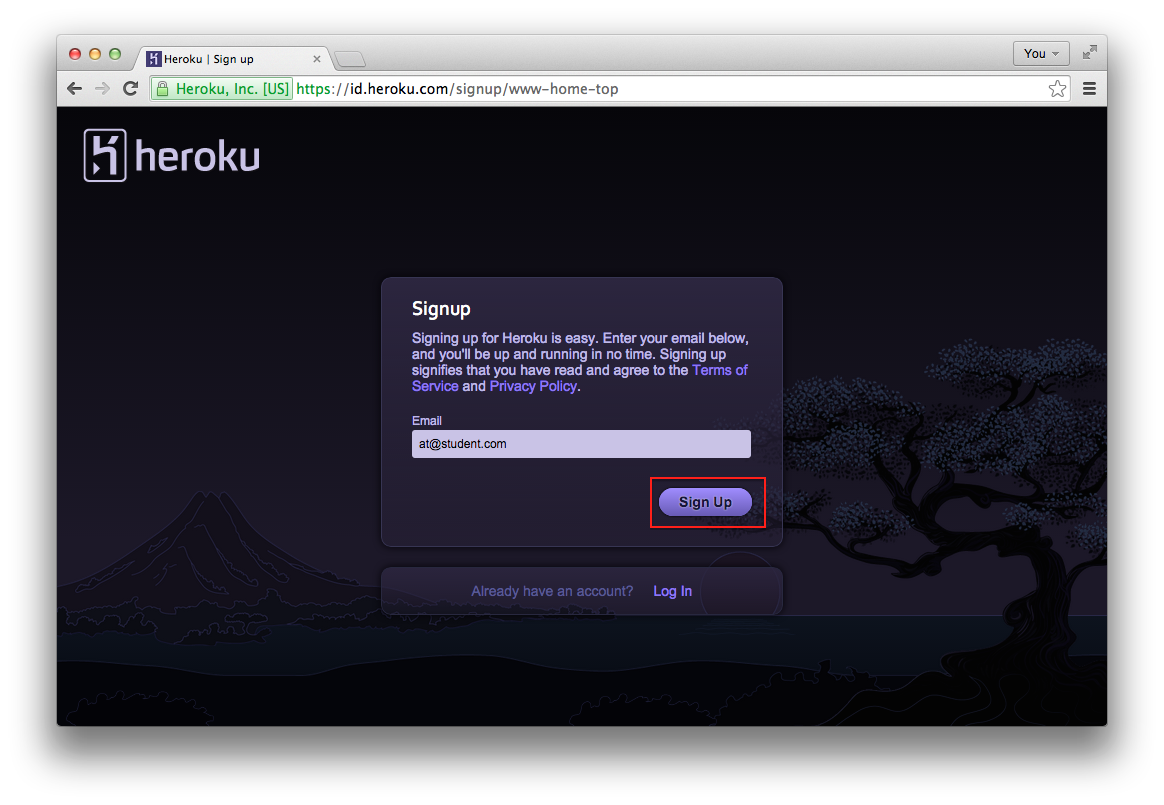 Heroku | Sign up
You
Heroku, Inc. [US] https://id.heroku.com/signup/www-home-top
heroku
Signup
Signing up for Heroku is easy. Enter your email below,
and you'll be up and running in no time. Signing up
signifies that you have read and agree to the Terms of
Service and Privacy Policy.
Email
at@student.com
Sign Up
Already have an account? Log In